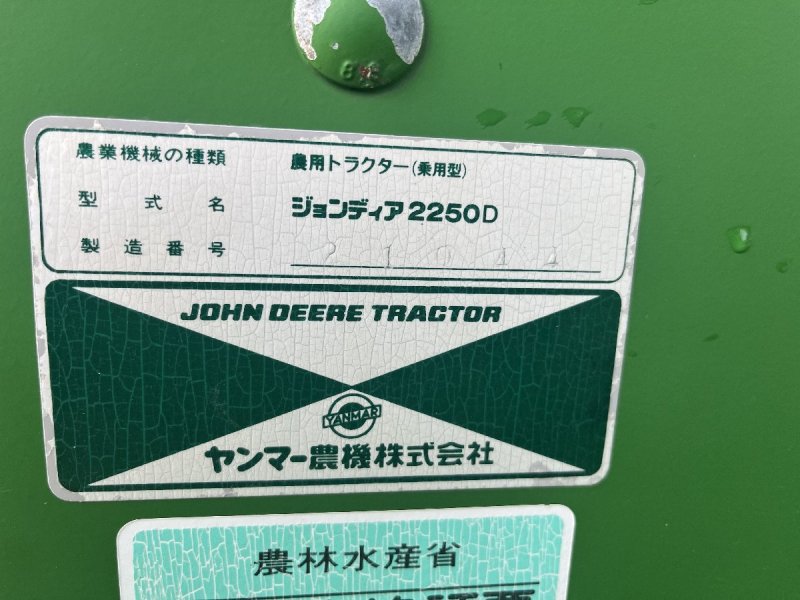 農業機械の種類 農用トラクター(乗用型)
型式名 ジョンディア2250D
製造番号 21044
JOHN DEERE TRACTOR
YANMAR
ヤンマー農機株式会社
農林水産省